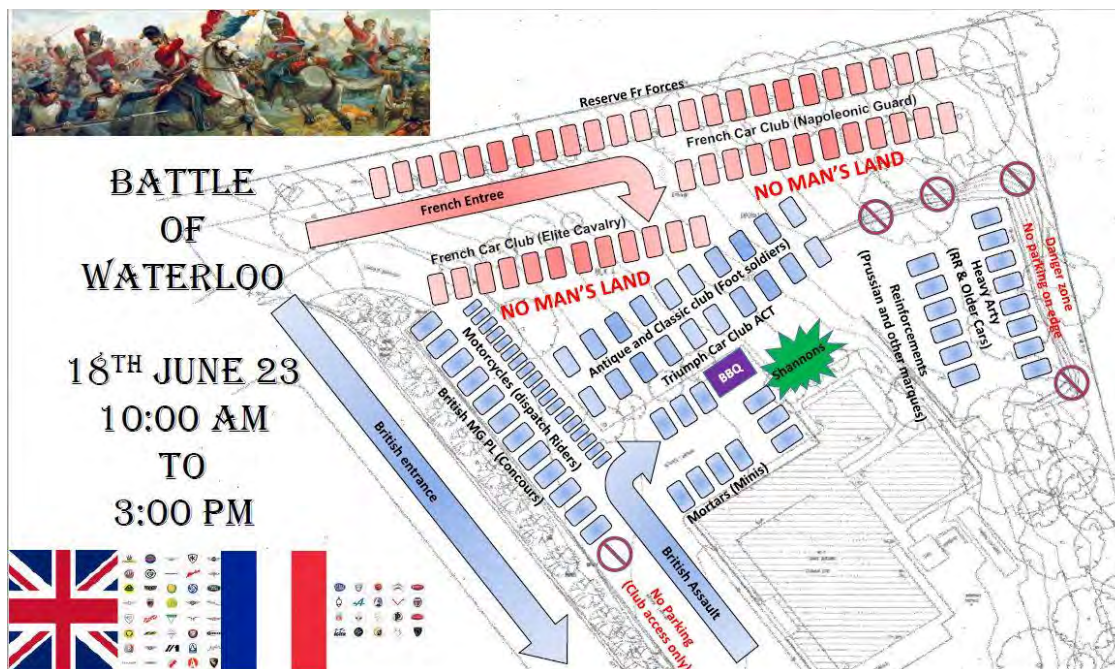 BATTLE
OF
WATERLOO
18TH JUNE 23
10:00 AM
TO
3:00 PM
Reserve Fr Forces
French Car Club (Napoleonic Guard)
NO MAN'S LAND
French Entree
French Car Club (Elite Cavalry)
NO MAN'S LAND
Antique and Classic club (Foot soldiers)
Triumph Car Club ACT
Motorcycles (dispatch Riders)
British MG PL (Concours)
British entrance
BBQ
Shannons
Mortars (Minis)
British Assault
No Parking
(Club access only)
Reinforcements
(Prussian and other marques)
Heavy Arty
(RR & Older Cars)
Danger zone
No parking on edge